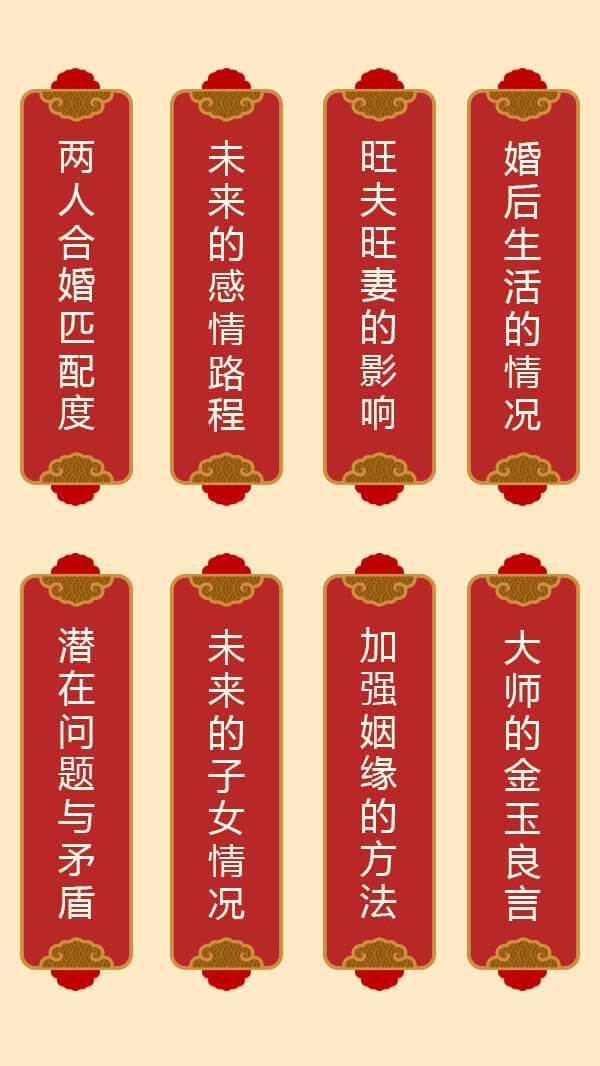 两人合婚匹配度
未来的感情路程
旺夫旺妻的影响
婚后生活的情况
潜在问题与矛盾
未来的子女情况
加强姻缘的方法
大师的金玉良言